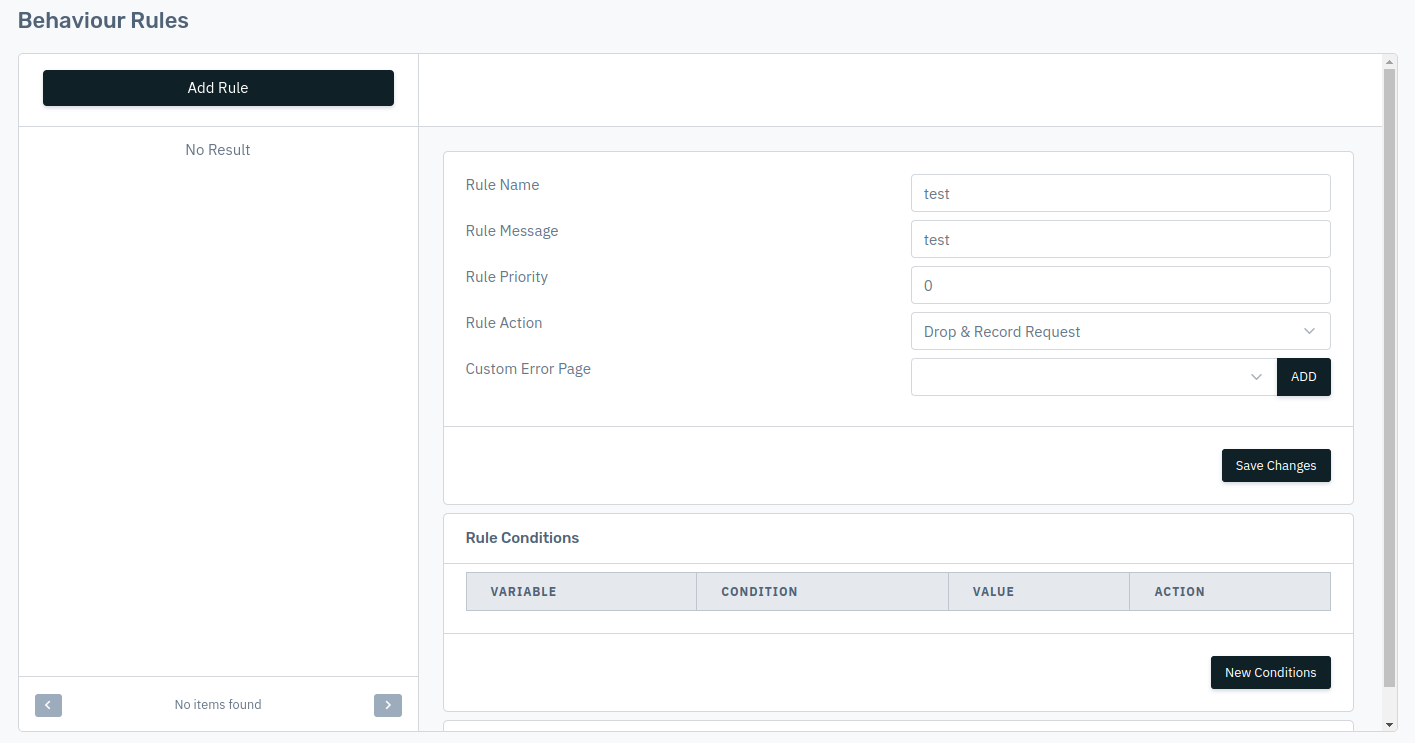 Behaviour Rules
Add Rule
No Result
No items found
Rule Name
test
Rule Message
test
Rule Priority
0
Rule Action
Drop & Record Request
Custom Error Page
ADD
Save Changes
Rule Conditions
VARIABLE CONDITION VALUE ACTION
New Conditions